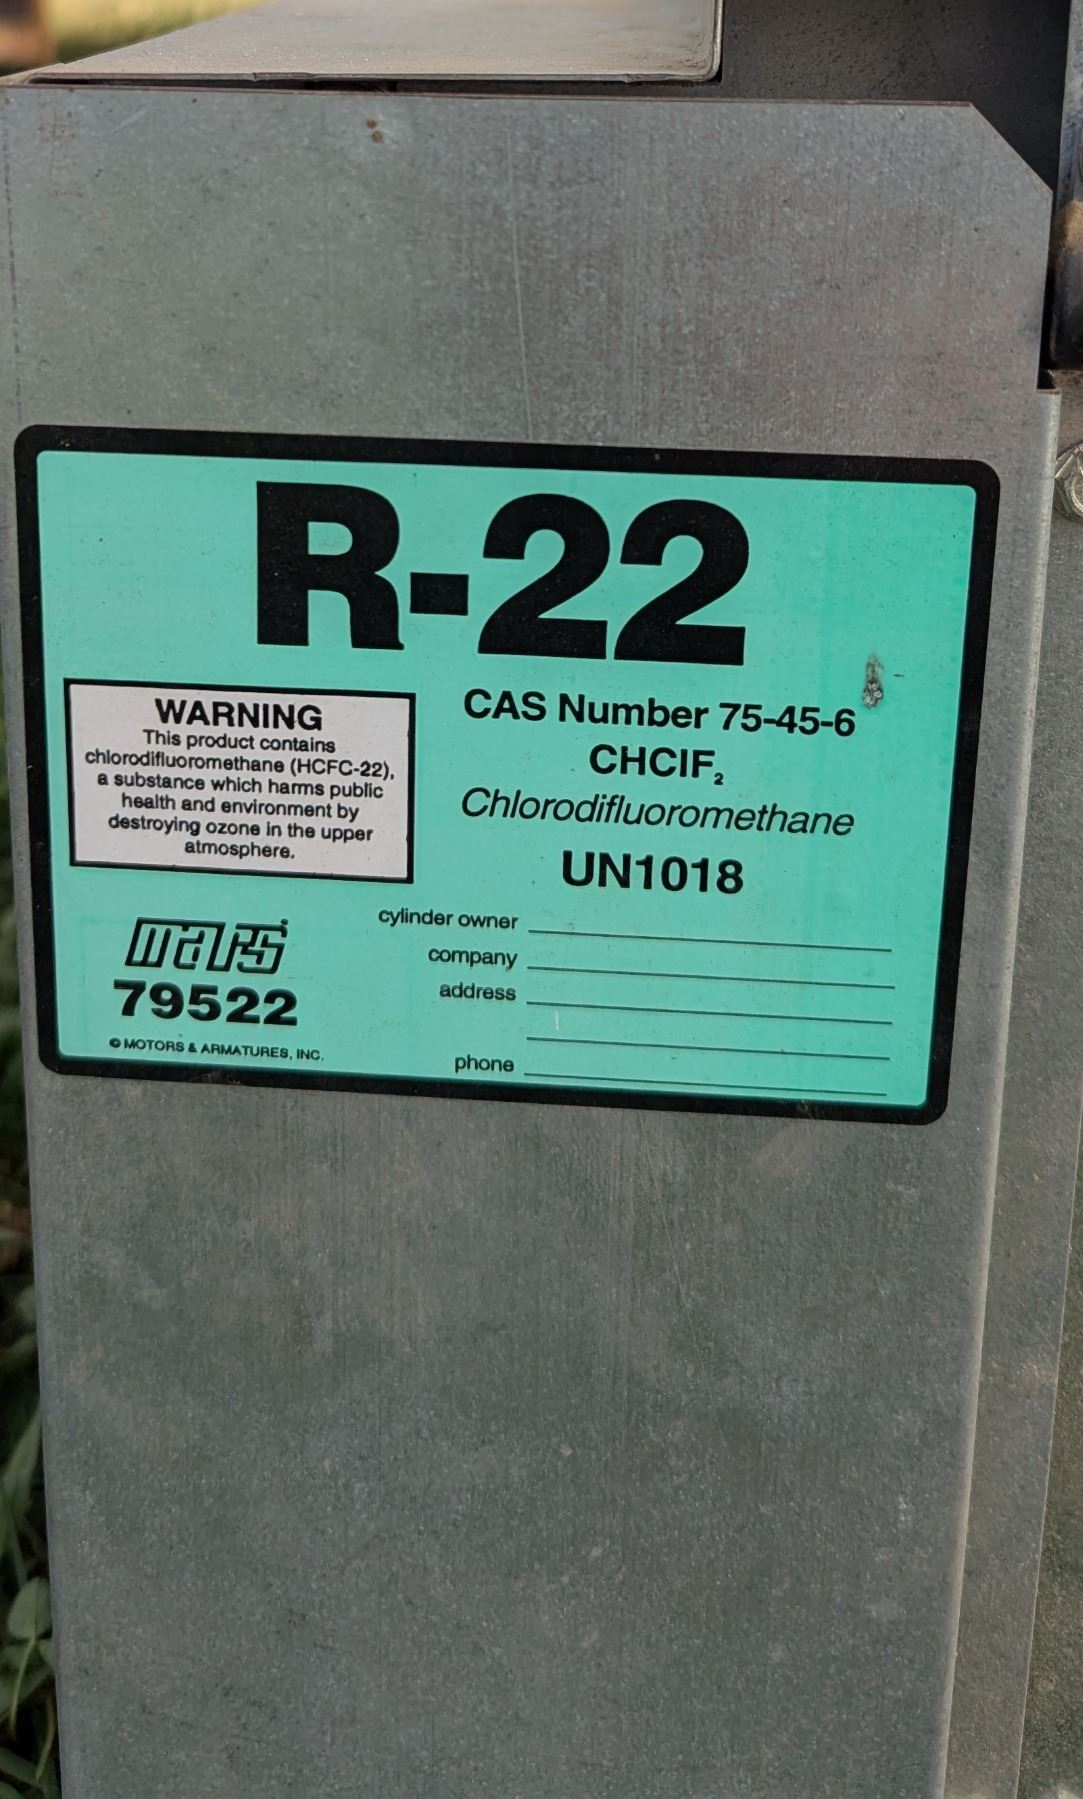 R-22
WARNING
This product contains
chlorodifluoromethane (HCFC-22),
a substance which harms public
health and environment by
destroying ozone in the upper
atmosphere.
CAS Number 75-45-6
CHCIF₂
Chlorodifluoromethane
UN1018
mars
79522
© MOTORS & ARMATURES, INC.
cylinder owner
company
address
phone